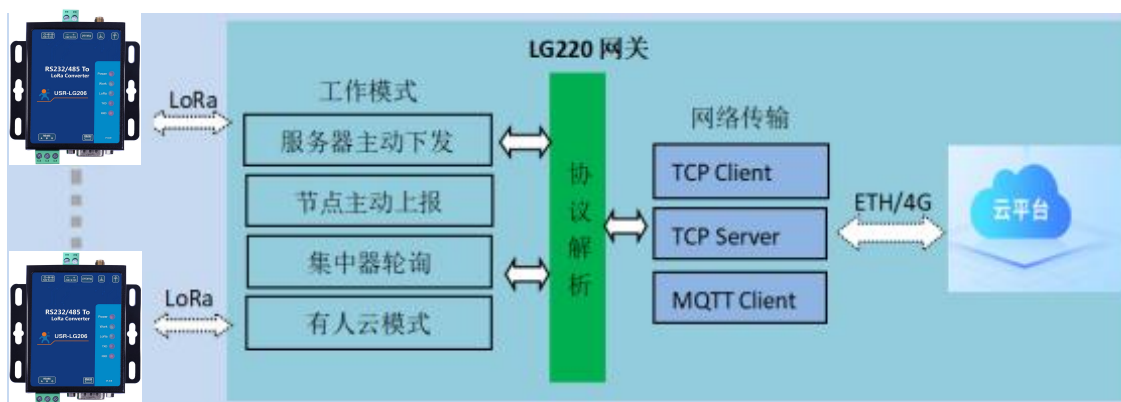 LG220 网关
RS232/485 To
LoRa Converter
USR-LG206
LoRa
工作模式
服务器主动下发
节点主动上报
集中器轮询
有人云模式
协议解析
网络传输
TCP Client
TCP Server
MQTT Client
ETH/4G
云平台
RS232/485 To
LoRa Converter
USR-LG206
LoRa